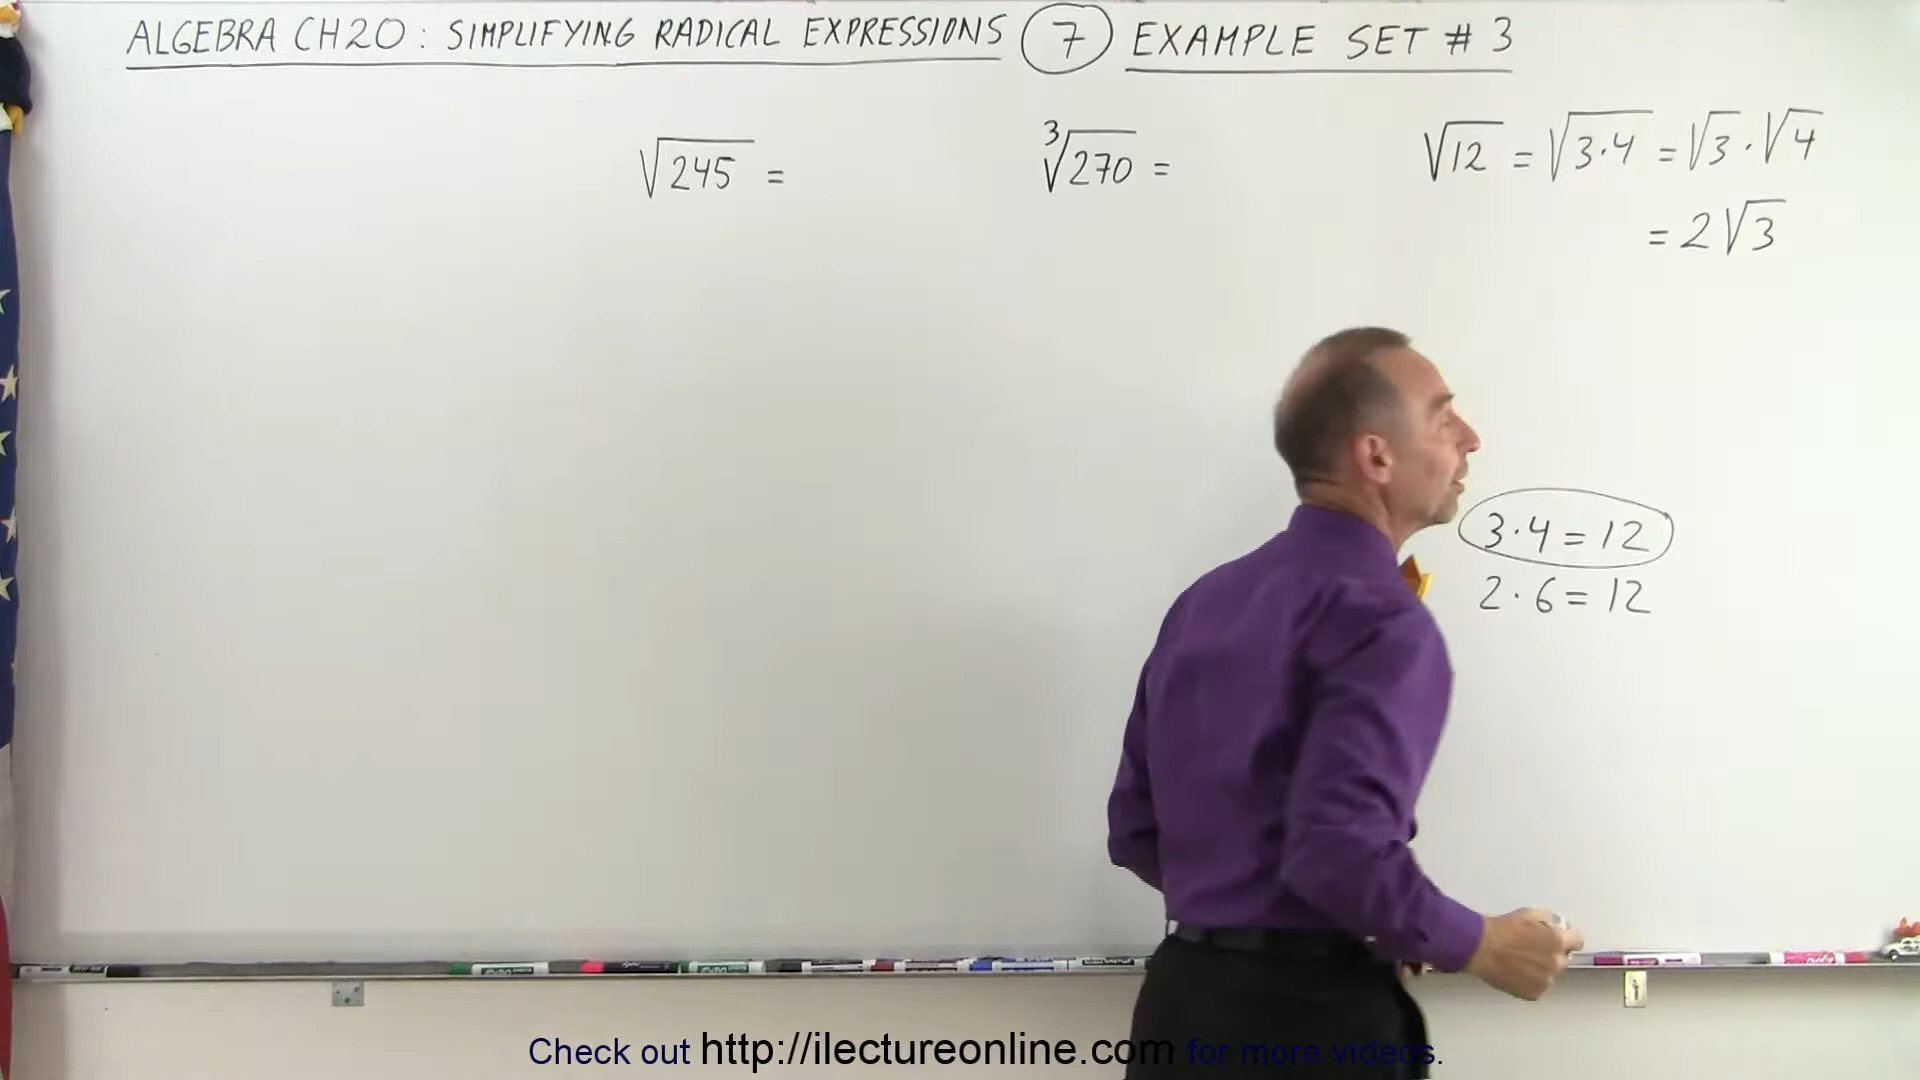 ALGEBRA CH20: SIMPLIFYING RADICAL EXPRESSIONS 7 EXAMPLE SET # 3
√245 =
∛270 =
√12 = √3·4 = √3 · √4
= 2√3
3·4 = 12
2·6 = 12
Check out http://ilectureonline.com for more videos.